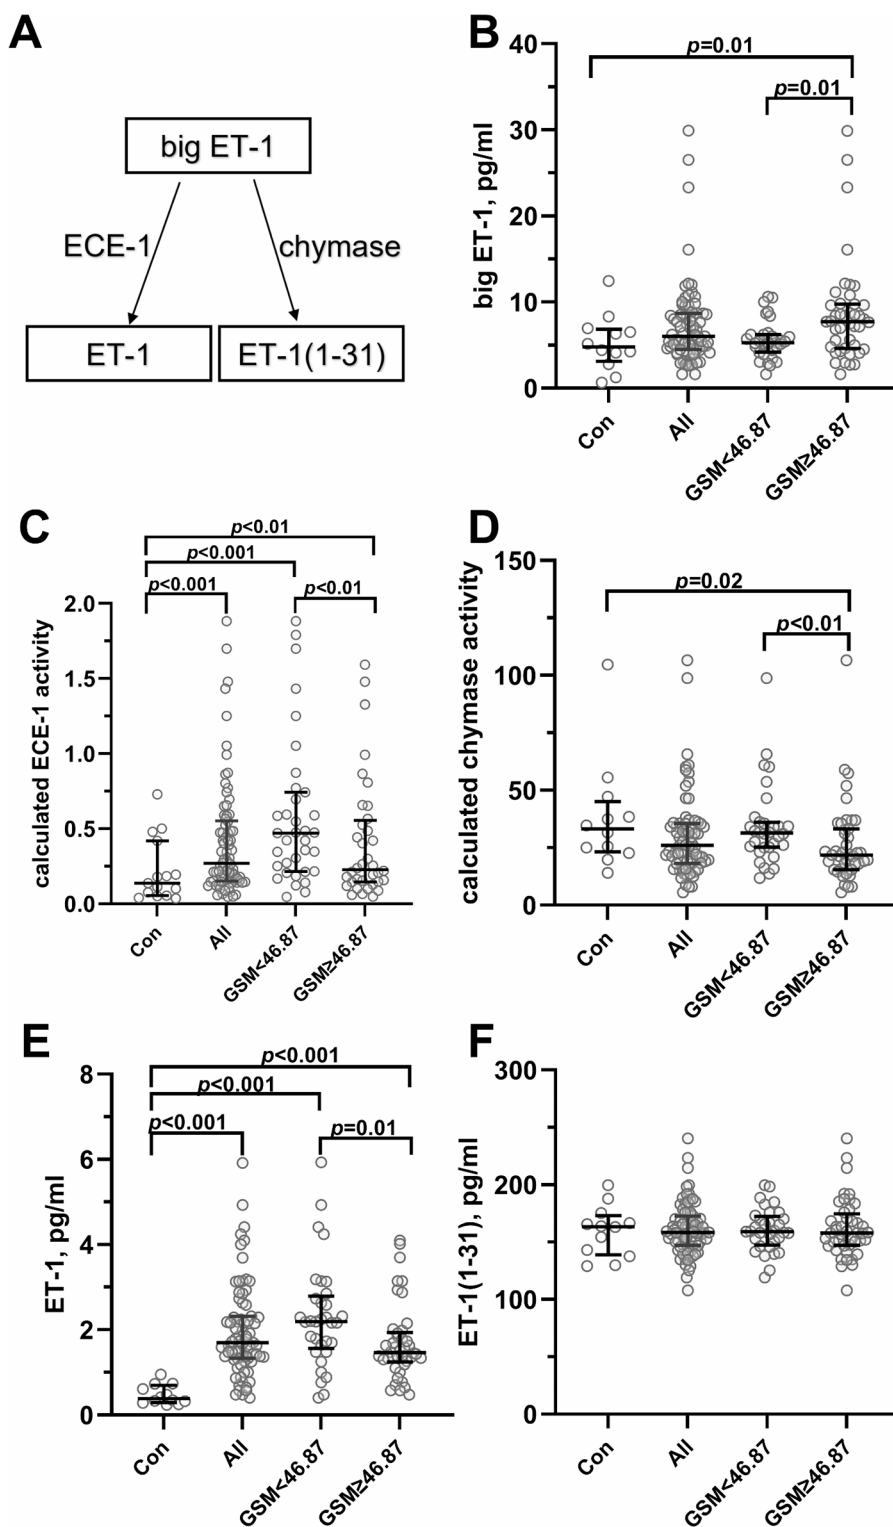 A
big ET-1
ECE-1
chymase
ET-1
ET-1(1-31)
B
big ET-1, pg/ml
40
30
20
10
0
p=0.01
p=0.01
Con
All
GSM<46.87
GSM≥46.87
C
calculated ECE-1 activity
2.0
1.5
1.0
0.5
0.0
p<0.01
p<0.001
p<0.001
p<0.01
Con
All
GSM<46.87
GSM≥46.87
D
calculated chymase activity
150
100
50
0
p=0.02
p<0.01
Con
All
GSM<46.87
GSM≥46.87
E
ET-1, pg/ml
8
6
4
2
0
p<0.001
p<0.001
p<0.001
p=0.01
Con
All
GSM<46.87
GSM≥46.87
F
ET-1(1-31), pg/ml
300
200
100
0
Con
All
GSM<46.87
GSM≥46.87